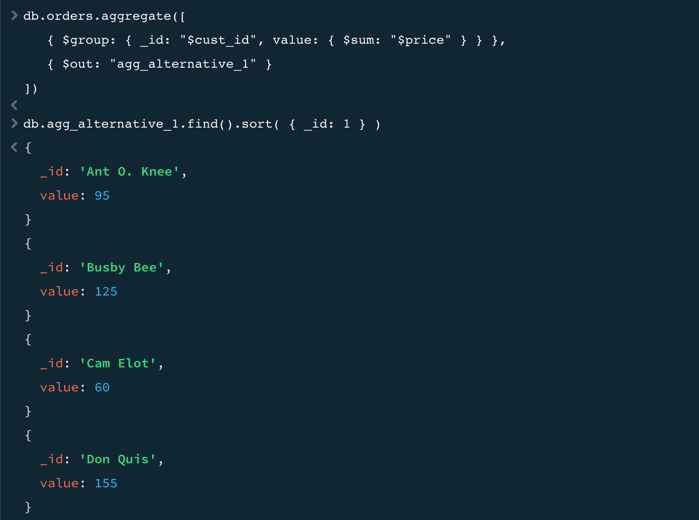 > db.orders.aggregate([
{ $group: { _id: "$cust_id", value: { $sum: "$price" } } },
{ $out: "agg_alternative_1" }
])
<
> db.agg_alternative_1.find().sort( { _id: 1 } )
< {
_id: 'Ant O. Knee',
value: 95
}
{
_id: 'Busby Bee',
value: 125
}
{
_id: 'Cam Elot',
value: 60
}
{
_id: 'Don Quis',
value: 155
}